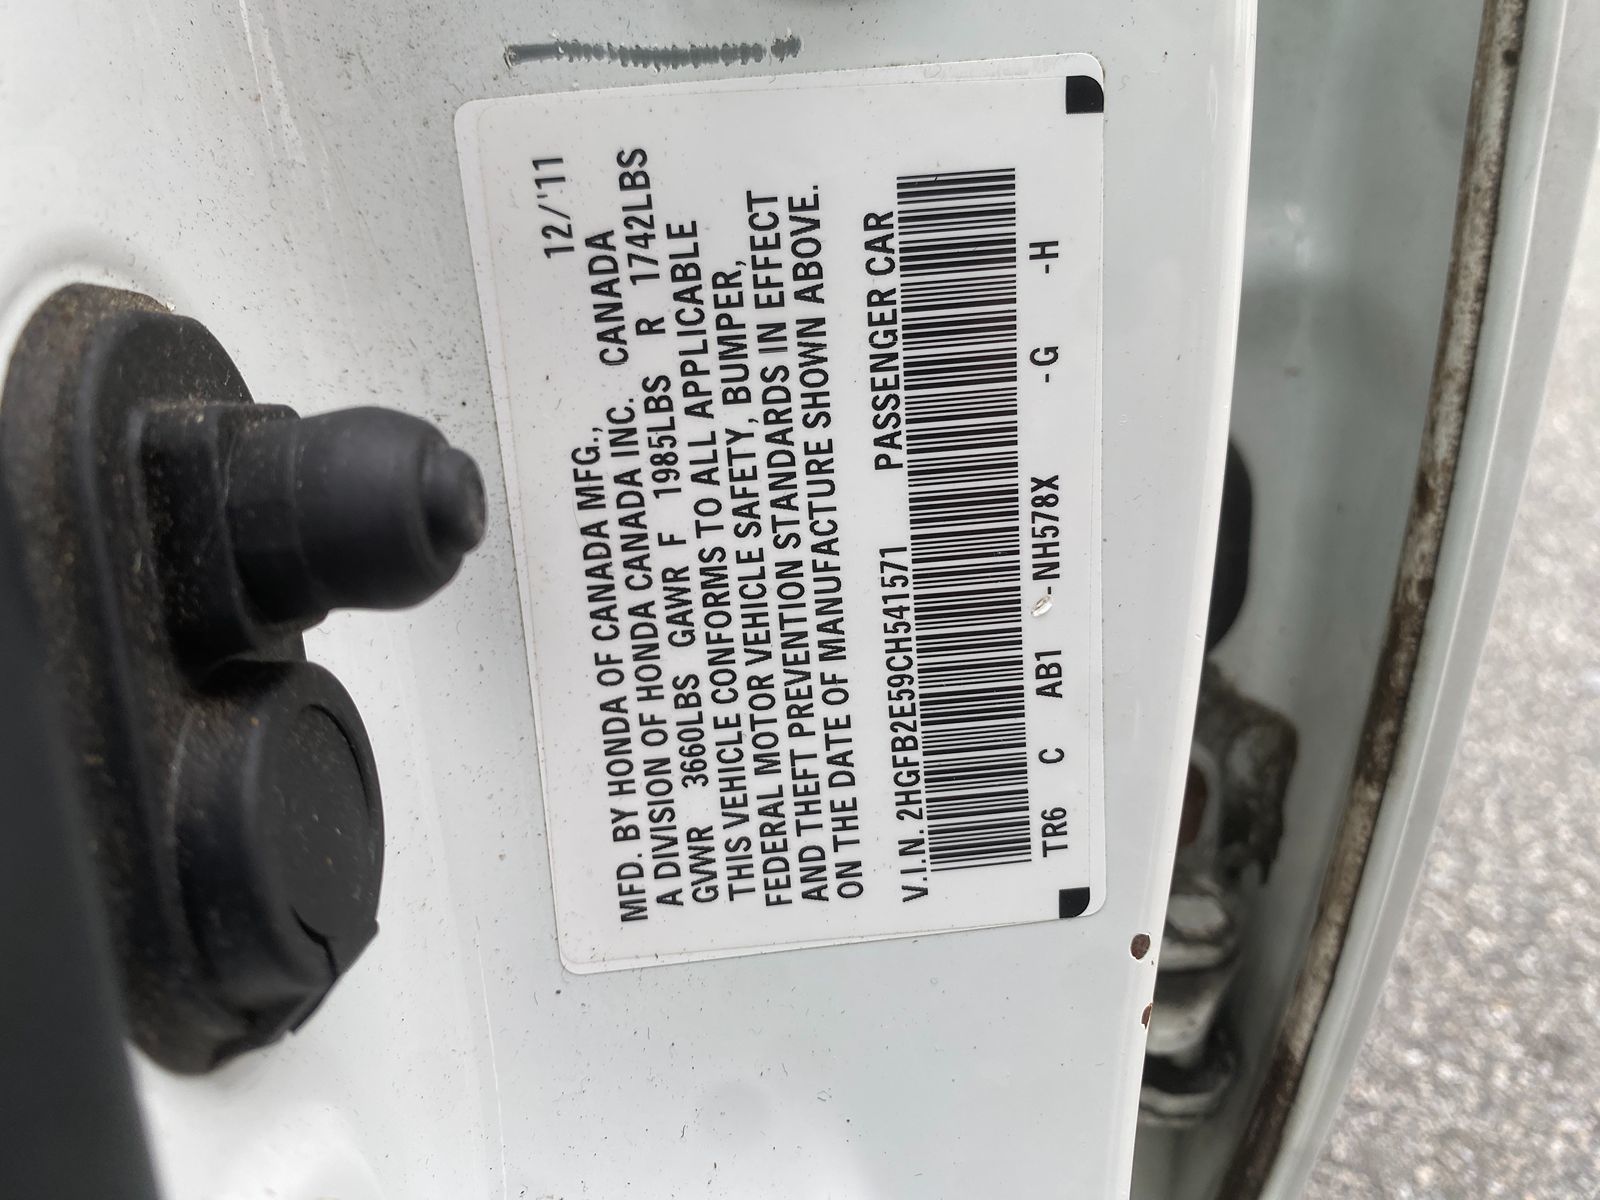 12/'11
MFD. BY HONDA OF CANADA MFG., CANADA
A DIVISION OF HONDA CANADA INC.
GVWR 3660LBS GAWR F 1985LBS R 1742LBS
THIS VEHICLE CONFORMS TO ALL APPLICABLE
FEDERAL MOTOR VEHICLE SAFETY, BUMPER,
AND THEFT PREVENTION STANDARDS IN EFFECT
ON THE DATE OF MANUFACTURE SHOWN ABOVE.
V.I.N. 2HGFB2E59CH541571 PASSENGER CAR
TR6 C AB1 -NH578X -G -H